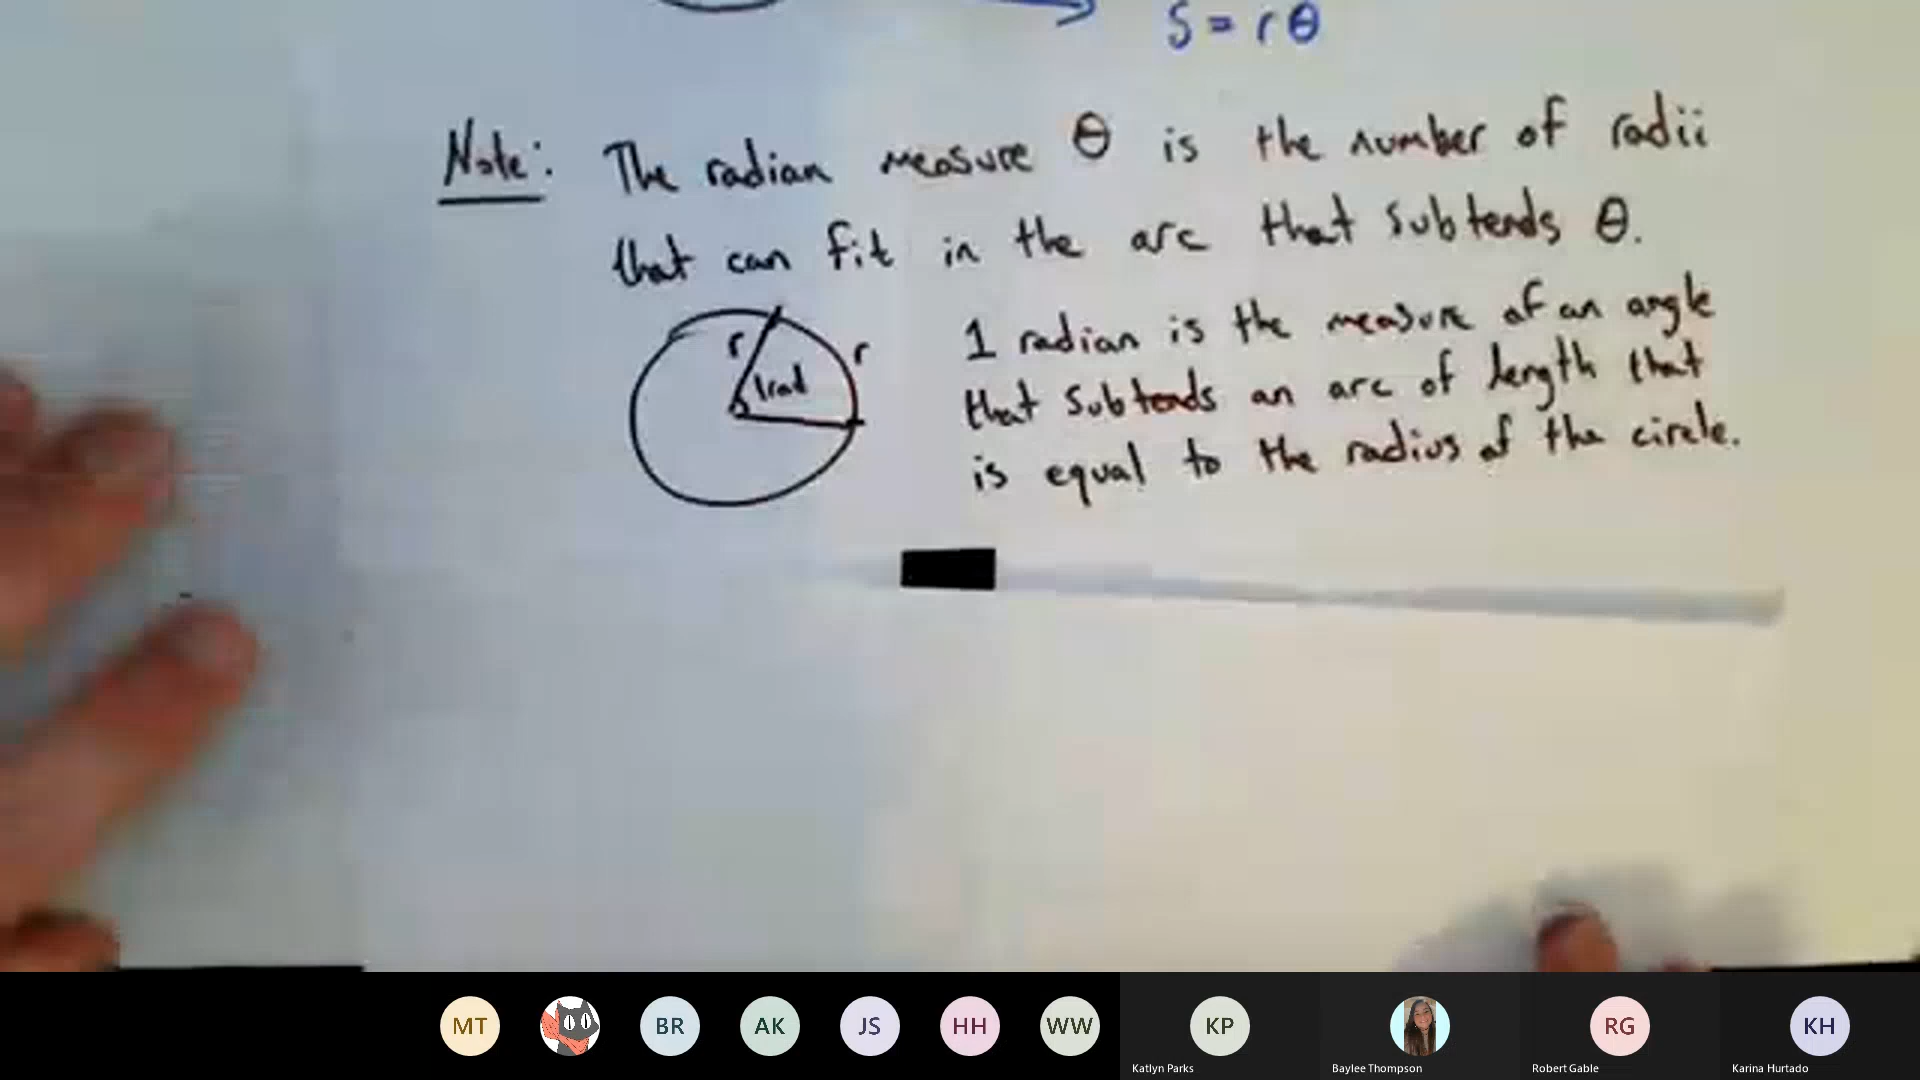 S = rθ
Note: The radian measure θ is the number of radii
that can fit in the arc that subtends θ.
r
r
1rad
1 radian is the measure of an angle
that subtends an arc of length that
is equal to the radius of the circle.
MT
BR
AK
JS
HH
WW
KP
RG
KH
Katlyn Parks
Baylee Thompson
Robert Gable
Karina Hurtado